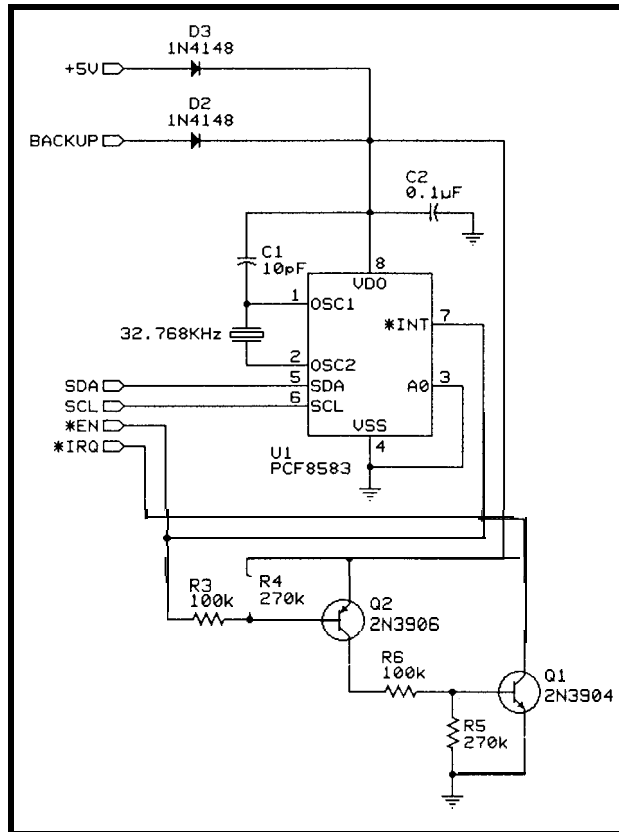 D3
1N4148
+5V
D2
1N4148
BACKUP
C2
0.1µF
C1
10pF
8
VDO
1
OSC1
7
*INT
32.768KHz
2
OSC2
5
SDA
3
A0
SDA
6
SCL
SCL
*EN
VSS
4
*IRQ
U1
PCF8583
R3
100k
R4
270k
Q2
2N3906
R6
100k
Q1
2N3904
R5
270k